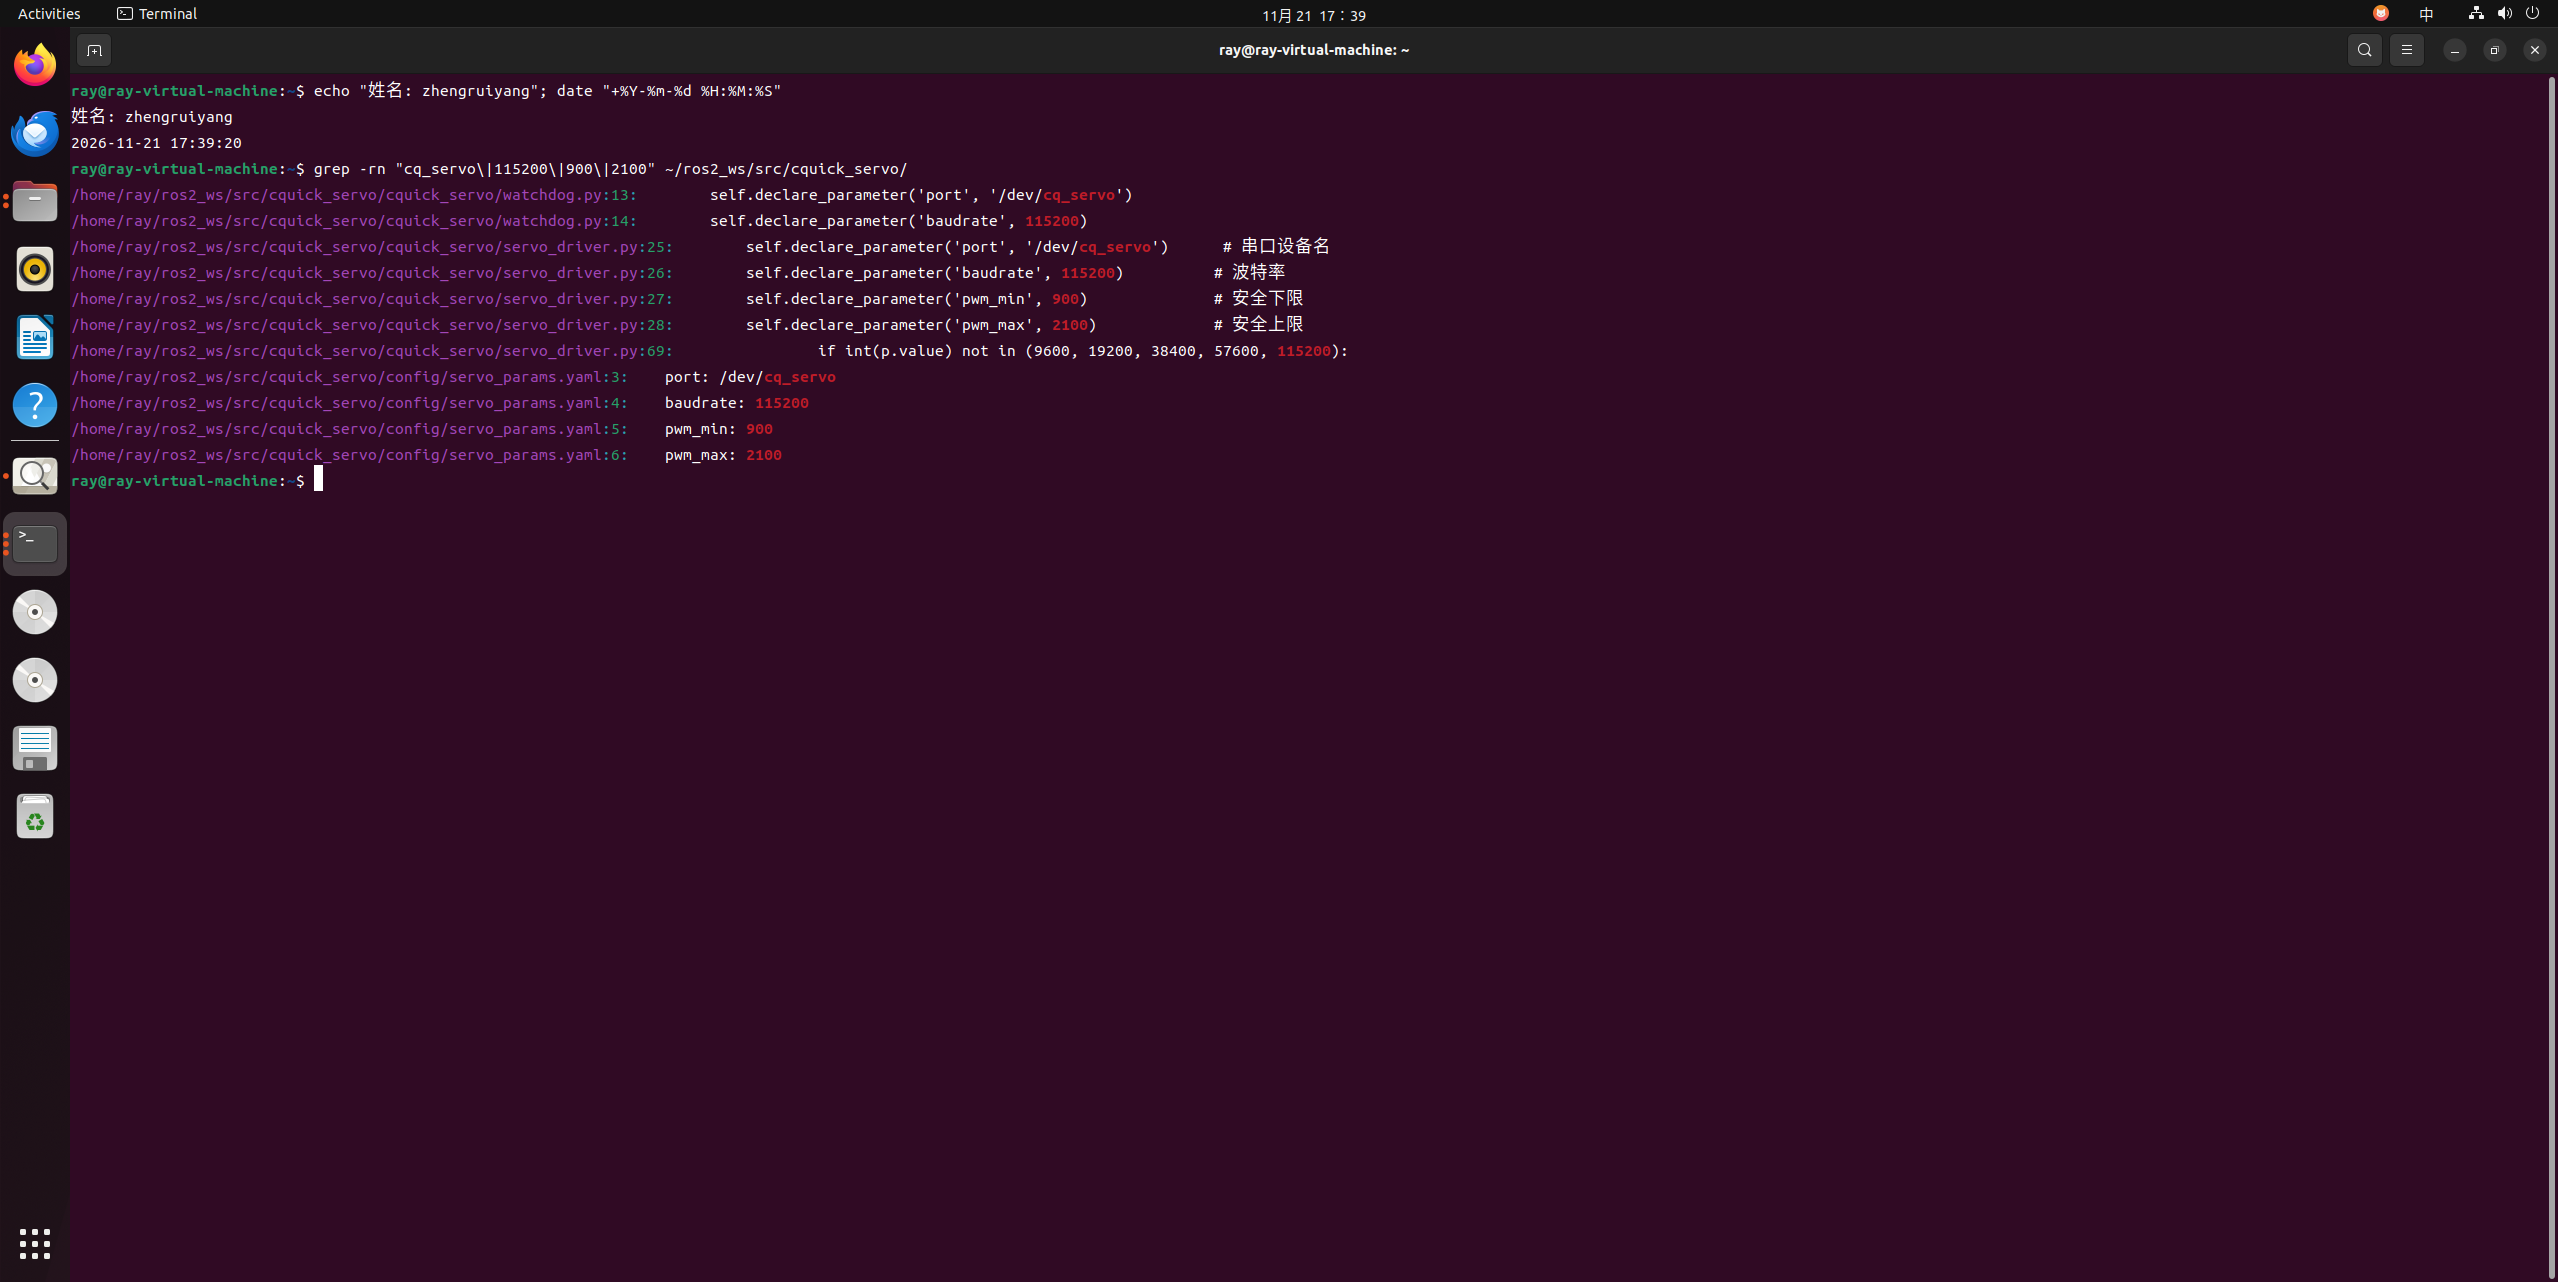 Activities
Terminal
11月 21 17：39
中
ray@ray-virtual-machine: ~
ray@ray-virtual-machine:~$ echo "姓名: zhengruiyang"; date "+%Y-%m-%d %H:%M:%S"
姓名: zhengruiyang
2026-11-21 17:39:20
ray@ray-virtual-machine:~$ grep -rn "cq_servo\|115200\|900\|2100" ~/ros2_ws/src/cquick_servo/
/home/ray/ros2_ws/src/cquick_servo/cquick_servo/watchdog.py:13:        self.declare_parameter('port', '/dev/cq_servo')
/home/ray/ros2_ws/src/cquick_servo/cquick_servo/watchdog.py:14:        self.declare_parameter('baudrate', 115200)
/home/ray/ros2_ws/src/cquick_servo/cquick_servo/servo_driver.py:25:        self.declare_parameter('port', '/dev/cq_servo')      # 串口设备名
/home/ray/ros2_ws/src/cquick_servo/cquick_servo/servo_driver.py:26:        self.declare_parameter('baudrate', 115200)          # 波特率
/home/ray/ros2_ws/src/cquick_servo/cquick_servo/servo_driver.py:27:        self.declare_parameter('pwm_min', 900)              # 安全下限
/home/ray/ros2_ws/src/cquick_servo/cquick_servo/servo_driver.py:28:        self.declare_parameter('pwm_max', 2100)             # 安全上限
/home/ray/ros2_ws/src/cquick_servo/cquick_servo/servo_driver.py:69:                if int(p.value) not in (9600, 19200, 38400, 57600, 115200):
/home/ray/ros2_ws/src/cquick_servo/config/servo_params.yaml:3:    port: /dev/cq_servo
/home/ray/ros2_ws/src/cquick_servo/config/servo_params.yaml:4:    baudrate: 115200
/home/ray/ros2_ws/src/cquick_servo/config/servo_params.yaml:5:    pwm_min: 900
/home/ray/ros2_ws/src/cquick_servo/config/servo_params.yaml:6:    pwm_max: 2100
ray@ray-virtual-machine:~$